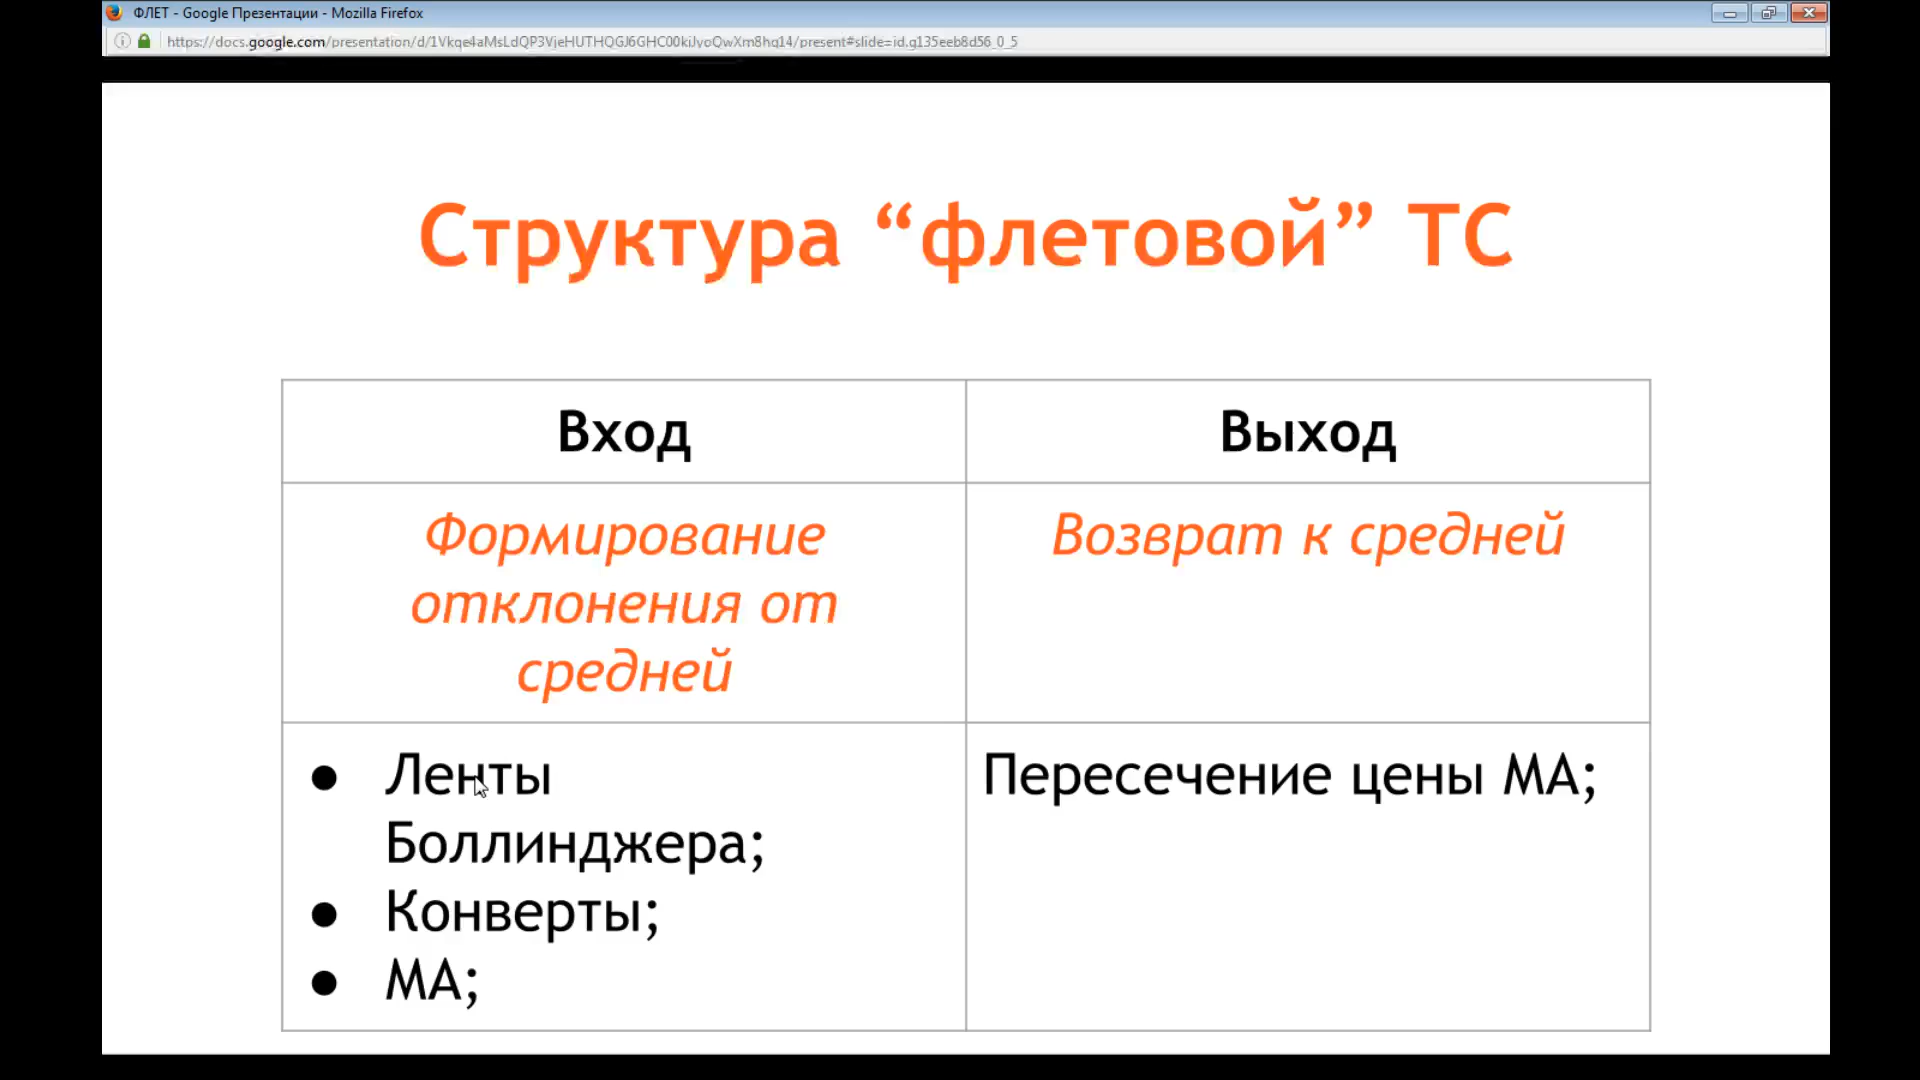 ФЛЕТ - Google Презентации - Mozilla Firefox
https://docs.google.com/presentation/d/1Vkqe4aMsLdQP3VjeHUTHQGJ6GHC00kiJyoQwXm8hq14/present#slide=id.g135eeb8d56_0_5
Структура “флетовой” ТС
Вход
Выход
Формирование
отклонения от
средней
Возврат к средней
● Ленты
Боллинджера;
● Конверты;
● МА;
Пересечение цены МА;